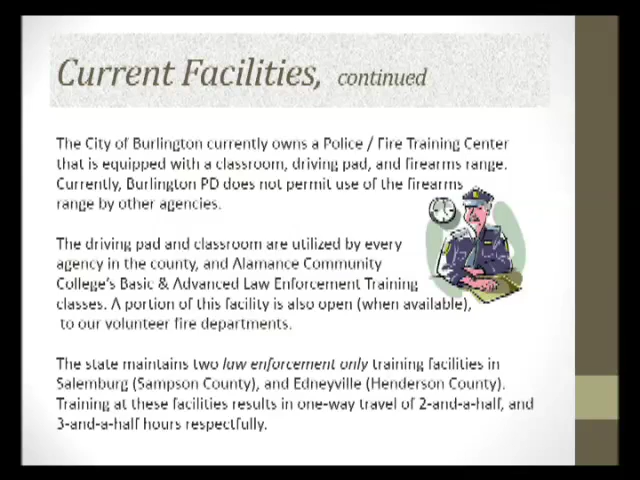 Current Facilities, continued
The City of Burlington currently owns a Police / Fire Training Center
that is equipped with a classroom, driving pad, and firearms range.
Currently, Burlington PD does not permit use of the firearms
range by other agencies.
The driving pad and classroom are utilized by every
agency in the county, and Alamance Community
College's Basic & Advanced Law Enforcement Training
classes. A portion of this facility is also open (when available),
to our volunteer fire departments.
The state maintains two law enforcement only training facilities in
Salemburg (Sampson County), and Edneyville (Henderson County).
Training at these facilities results in one-way travel of 2-and-a-half, and
3-and-a-half hours respectfully.